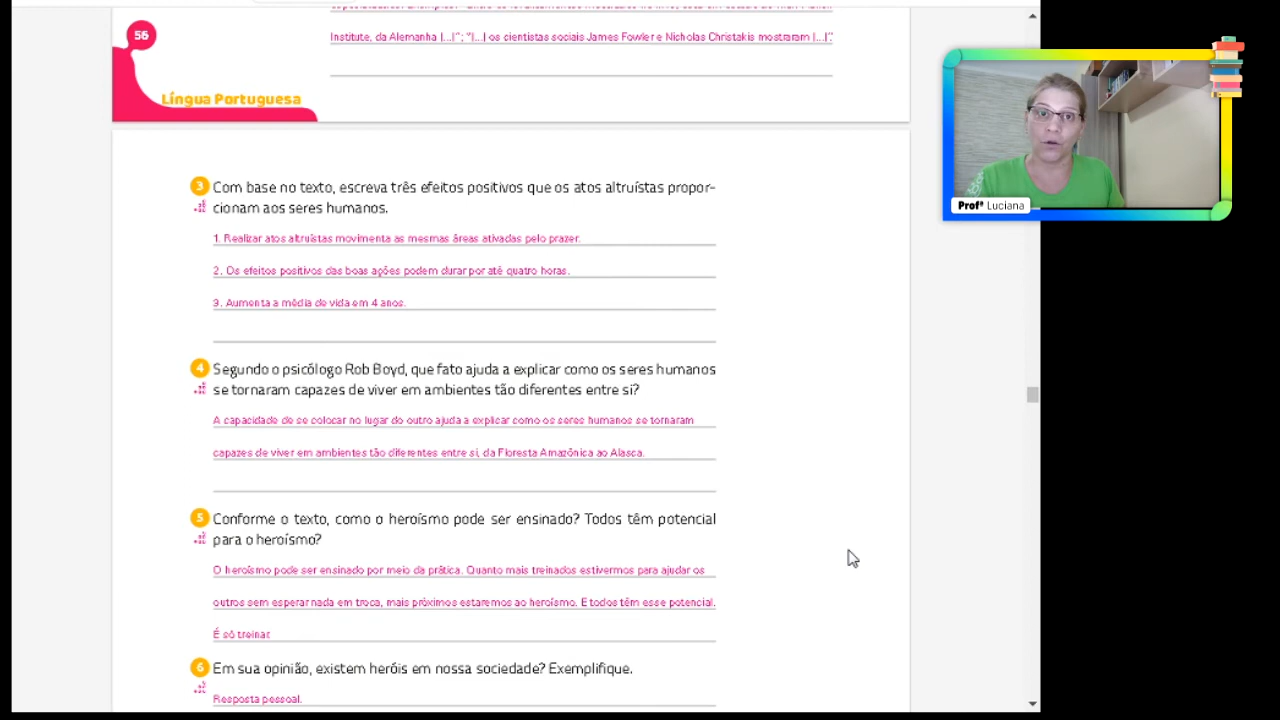 Institute, da Alemanha [...]"; "[...] os cientistas sociais James Fowler e Nicholas Christakis mostraram [...]".
56
Língua Portuguesa
3 Com base no texto, escreva três efeitos positivos que os atos altruístas propor-
cionam aos seres humanos.
1. Realizar atos altruístas movimenta as mesmas áreas ativadas pelo prazer.
2. Os efeitos positivos das boas ações podem durar por até quatro horas.
3. Aumenta a média de vida em 4 anos.
4 Segundo o psicólogo Rob Boyd, que fato ajuda a explicar como os seres humanos
se tornaram capazes de viver em ambientes tão diferentes entre si?
A capacidade de se colocar no lugar do outro ajuda a explicar como os seres humanos se tornaram
capazes de viver em ambientes tão diferentes entre si, da Floresta Amazônica ao Alasca.
5 Conforme o texto, como o heroísmo pode ser ensinado? Todos têm potencial
para o heroísmo?
O heroísmo pode ser ensinado por meio da prática. Quanto mais treinados estivermos para ajudar os
outros sem esperar nada em troca, mais próximos estaremos ao heroísmo. E todos têm esse potencial.
É só treinar.
6 Em sua opinião, existem heróis em nossa sociedade? Exemplifique.
Resposta pessoal.
Profª Luciana